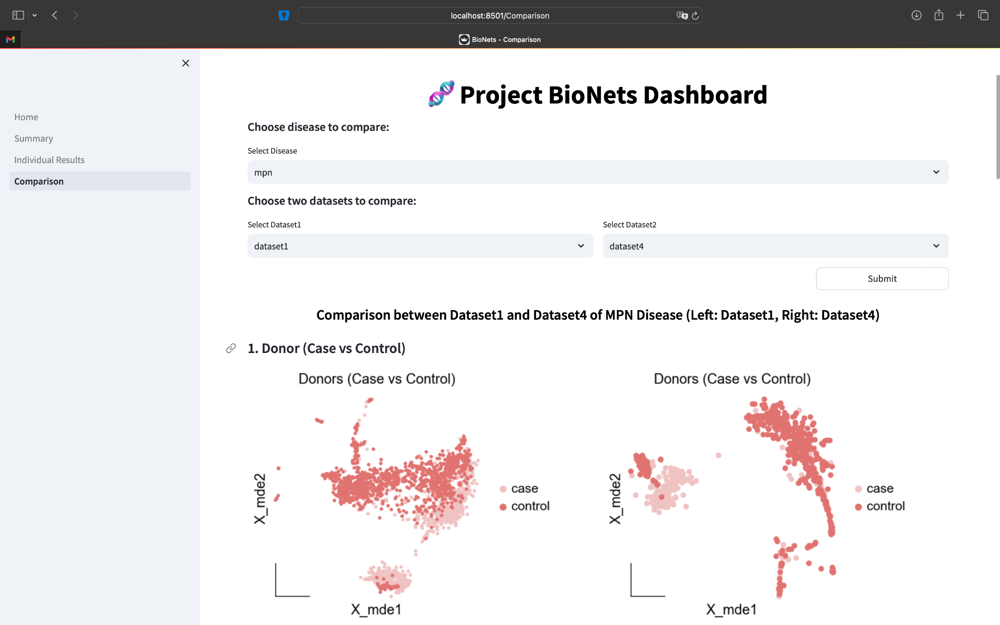 localhost:8501/Comparison
BioNets - Comparison
Home
Summary
Individual Results
Comparison
Project BioNets Dashboard
Choose disease to compare:
Select Disease
mpn
Choose two datasets to compare:
Select Dataset1
Select Dataset2
dataset1
dataset4
Submit
Comparison between Dataset1 and Dataset4 of MPN Disease (Left: Dataset1, Right: Dataset4)
1. Donor (Case vs Control)
Donors (Case vs Control)
X_mde2
case
control
X_mde1
Donors (Case vs Control)
X_mde2
case
control
X_mde1